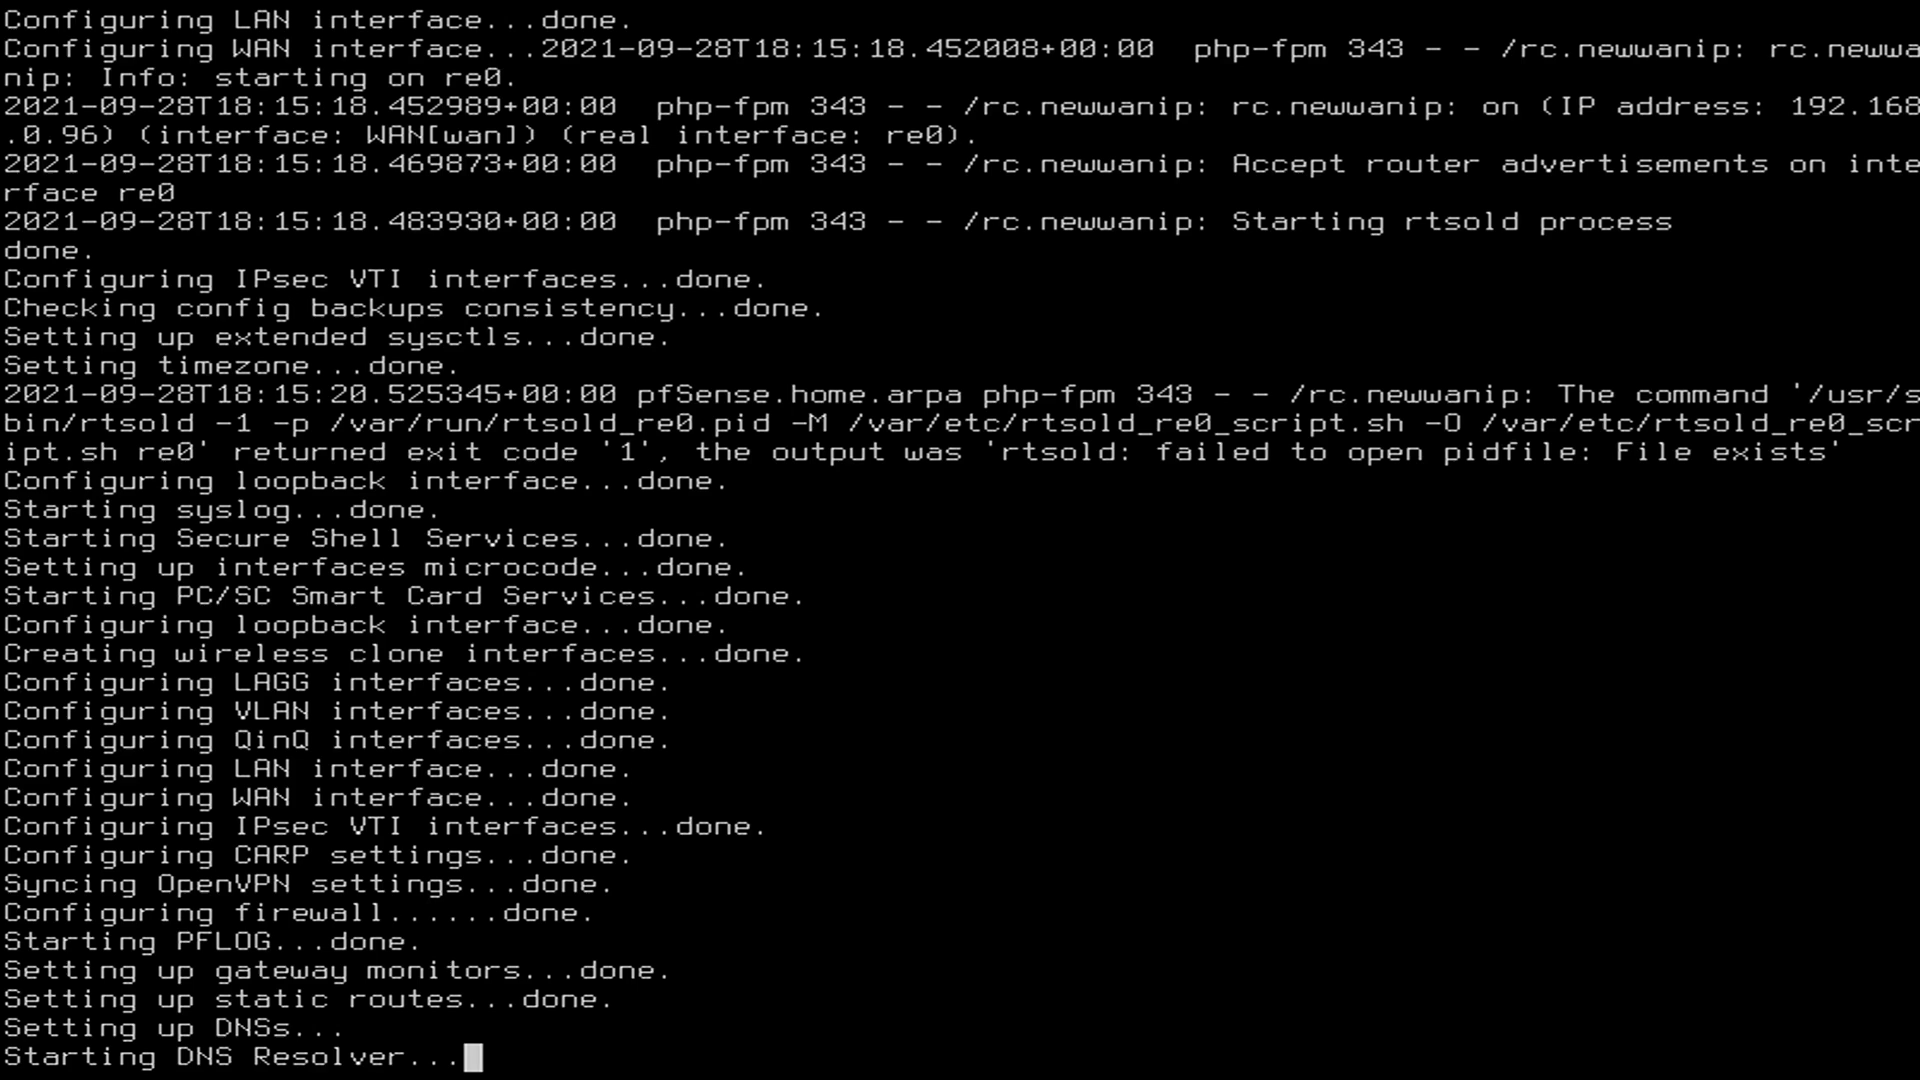 Configuring LAN interface...done.
Configuring WAN interface...2021-09-28T18:15:18.452008+00:00  php-fpm 343 - - /rc.newwanip: rc.newwa
nip: Info: starting on re0.
2021-09-28T18:15:18.452989+00:00  php-fpm 343 - - /rc.newwanip: rc.newwanip: on (IP address: 192.168
.0.96) (interface: WAN[wan]) (real interface: re0).
2021-09-28T18:15:18.469873+00:00  php-fpm 343 - - /rc.newwanip: Accept router advertisements on inte
rface re0
2021-09-28T18:15:18.483930+00:00  php-fpm 343 - - /rc.newwanip: Starting rtsold process
done.
Configuring IPsec VTI interfaces...done.
Checking config backups consistency...done.
Setting up extended sysctls...done.
Setting timezone...done.
2021-09-28T18:15:20.525345+00:00 pfSense.home.arpa php-fpm 343 - - /rc.newwanip: The command '/usr/s
bin/rtsold -1 -p /var/run/rtsold_re0.pid -M /var/etc/rtsold_re0_script.sh -O /var/etc/rtsold_re0_scr
ipt.sh re0' returned exit code '1', the output was 'rtsold: failed to open pidfile: File exists'
Configuring loopback interface...done.
Starting syslog...done.
Starting Secure Shell Services...done.
Setting up interfaces microcode...done.
Starting PC/SC Smart Card Services...done.
Configuring loopback interface...done.
Creating wireless clone interfaces...done.
Configuring LAGG interfaces...done.
Configuring VLAN interfaces...done.
Configuring QinQ interfaces...done.
Configuring LAN interface...done.
Configuring WAN interface...done.
Configuring IPsec VTI interfaces...done.
Configuring CARP settings...done.
Syncing OpenVPN settings...done.
Configuring firewall......done.
Starting PFLOG...done.
Setting up gateway monitors...done.
Setting up static routes...done.
Setting up DNSs...
Starting DNS Resolver...